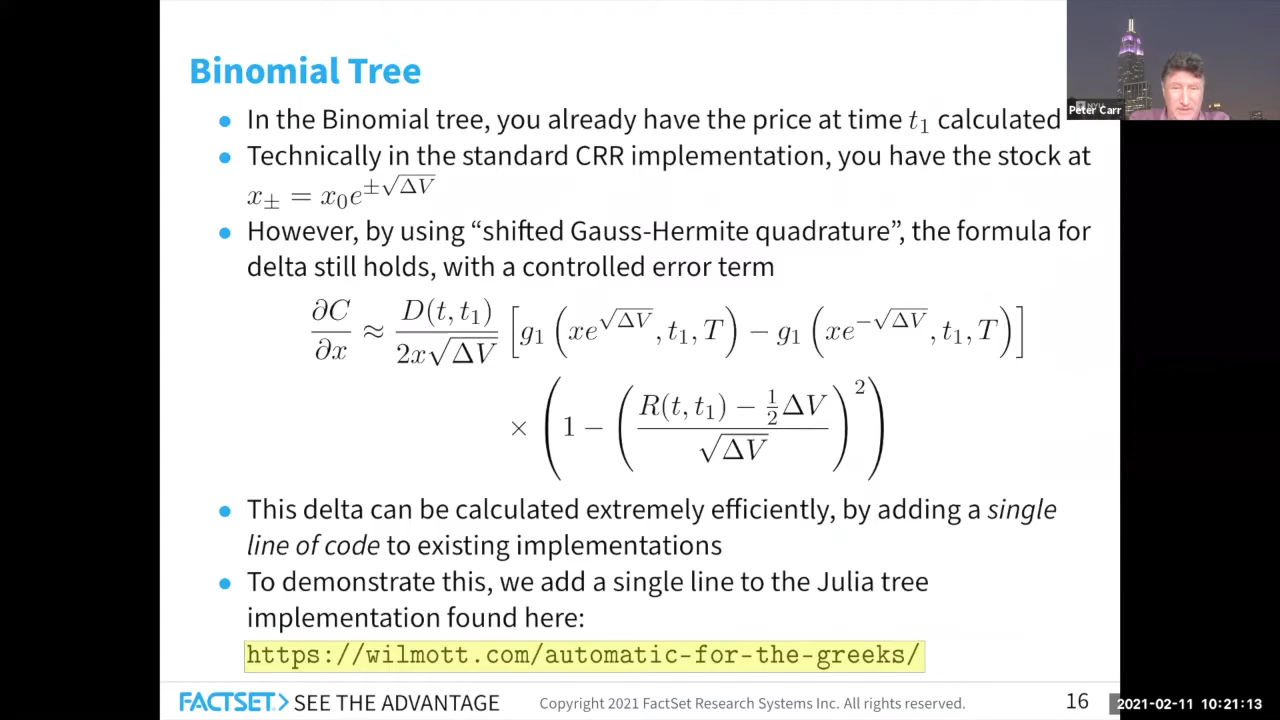 Binomial Tree
Peter Carr
• In the Binomial tree, you already have the price at time t₁ calculated
• Technically in the standard CRR implementation, you have the stock at
x± = x₀e^{±√ΔV}
• However, by using “shifted Gauss-Hermite quadrature”, the formula for
delta still holds, with a controlled error term
∂C/∂x ≈ D(t, t₁)/(2x√ΔV) [g₁(xe^{√ΔV}, t₁, T) − g₁(xe^{−√ΔV}, t₁, T)]
× (1 − ((R(t, t₁) − ½ΔV)/√ΔV)²)
• This delta can be calculated extremely efficiently, by adding a single
line of code to existing implementations
• To demonstrate this, we add a single line to the Julia tree
implementation found here:
https://wilmott.com/automatic-for-the-greeks/
FACTSET SEE THE ADVANTAGE
Copyright 2021 FactSet Research Systems Inc. All rights reserved.
16
2021-02-11 10:21:13